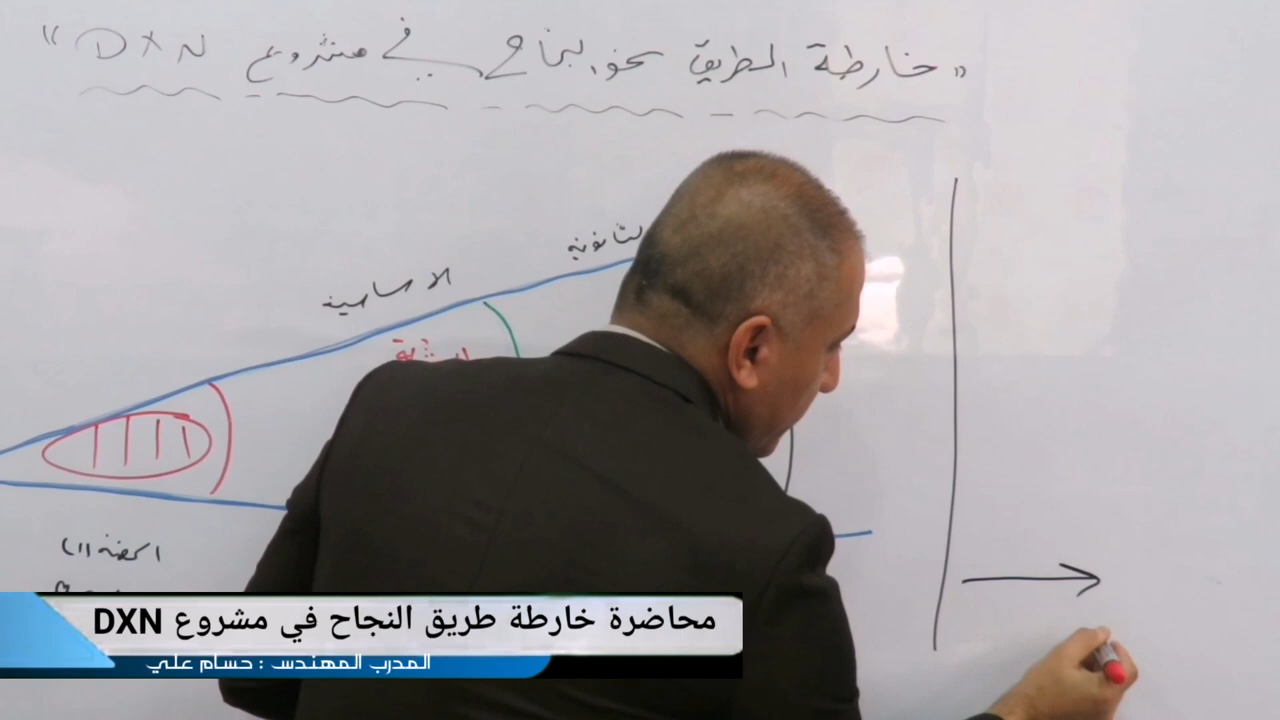 " خارطة الطريق نحو النجاح في مشروع DXN "
الثانوية
الاساسية
محاضرة خارطة طريق النجاح في مشروع DXN
المدرب المهندس : حسام علي